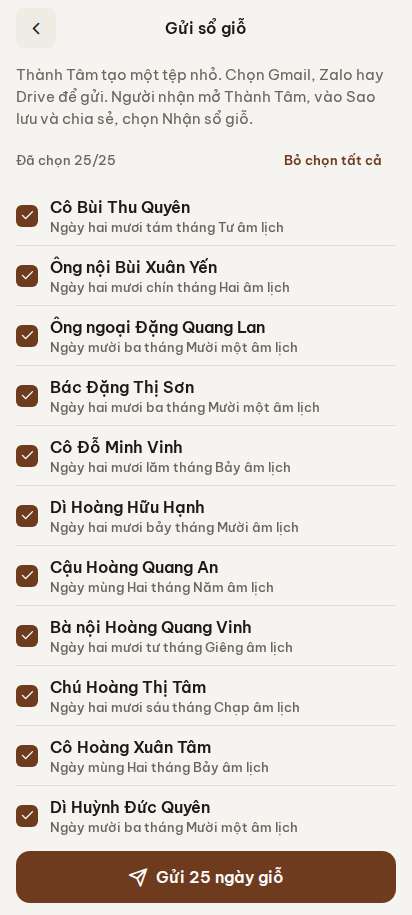 Gửi sổ giỗ
Thành Tâm tạo một tệp nhỏ. Chọn Gmail, Zalo hay
Drive để gửi. Người nhận mở Thành Tâm, vào Sao
lưu và chia sẻ, chọn Nhận sổ giỗ.
Đã chọn 25/25
Bỏ chọn tất cả
Cô Bùi Thu Quyên
Ngày hai mươi tám tháng Tư âm lịch
Ông nội Bùi Xuân Yến
Ngày hai mươi chín tháng Hai âm lịch
Ông ngoại Đặng Quang Lan
Ngày mười ba tháng Mười một âm lịch
Bác Đặng Thị Sơn
Ngày hai mươi ba tháng Mười một âm lịch
Cô Đỗ Minh Vinh
Ngày hai mươi lăm tháng Bảy âm lịch
Dì Hoàng Hữu Hạnh
Ngày hai mươi bảy tháng Mười âm lịch
Cậu Hoàng Quang An
Ngày mùng Hai tháng Năm âm lịch
Bà nội Hoàng Quang Vinh
Ngày hai mươi tư tháng Giêng âm lịch
Chú Hoàng Thị Tâm
Ngày hai mươi sáu tháng Chạp âm lịch
Cô Hoàng Xuân Tâm
Ngày mùng Hai tháng Bảy âm lịch
Dì Huỳnh Đức Quyên
Ngày mười ba tháng Mười một âm lịch
Gửi 25 ngày giỗ